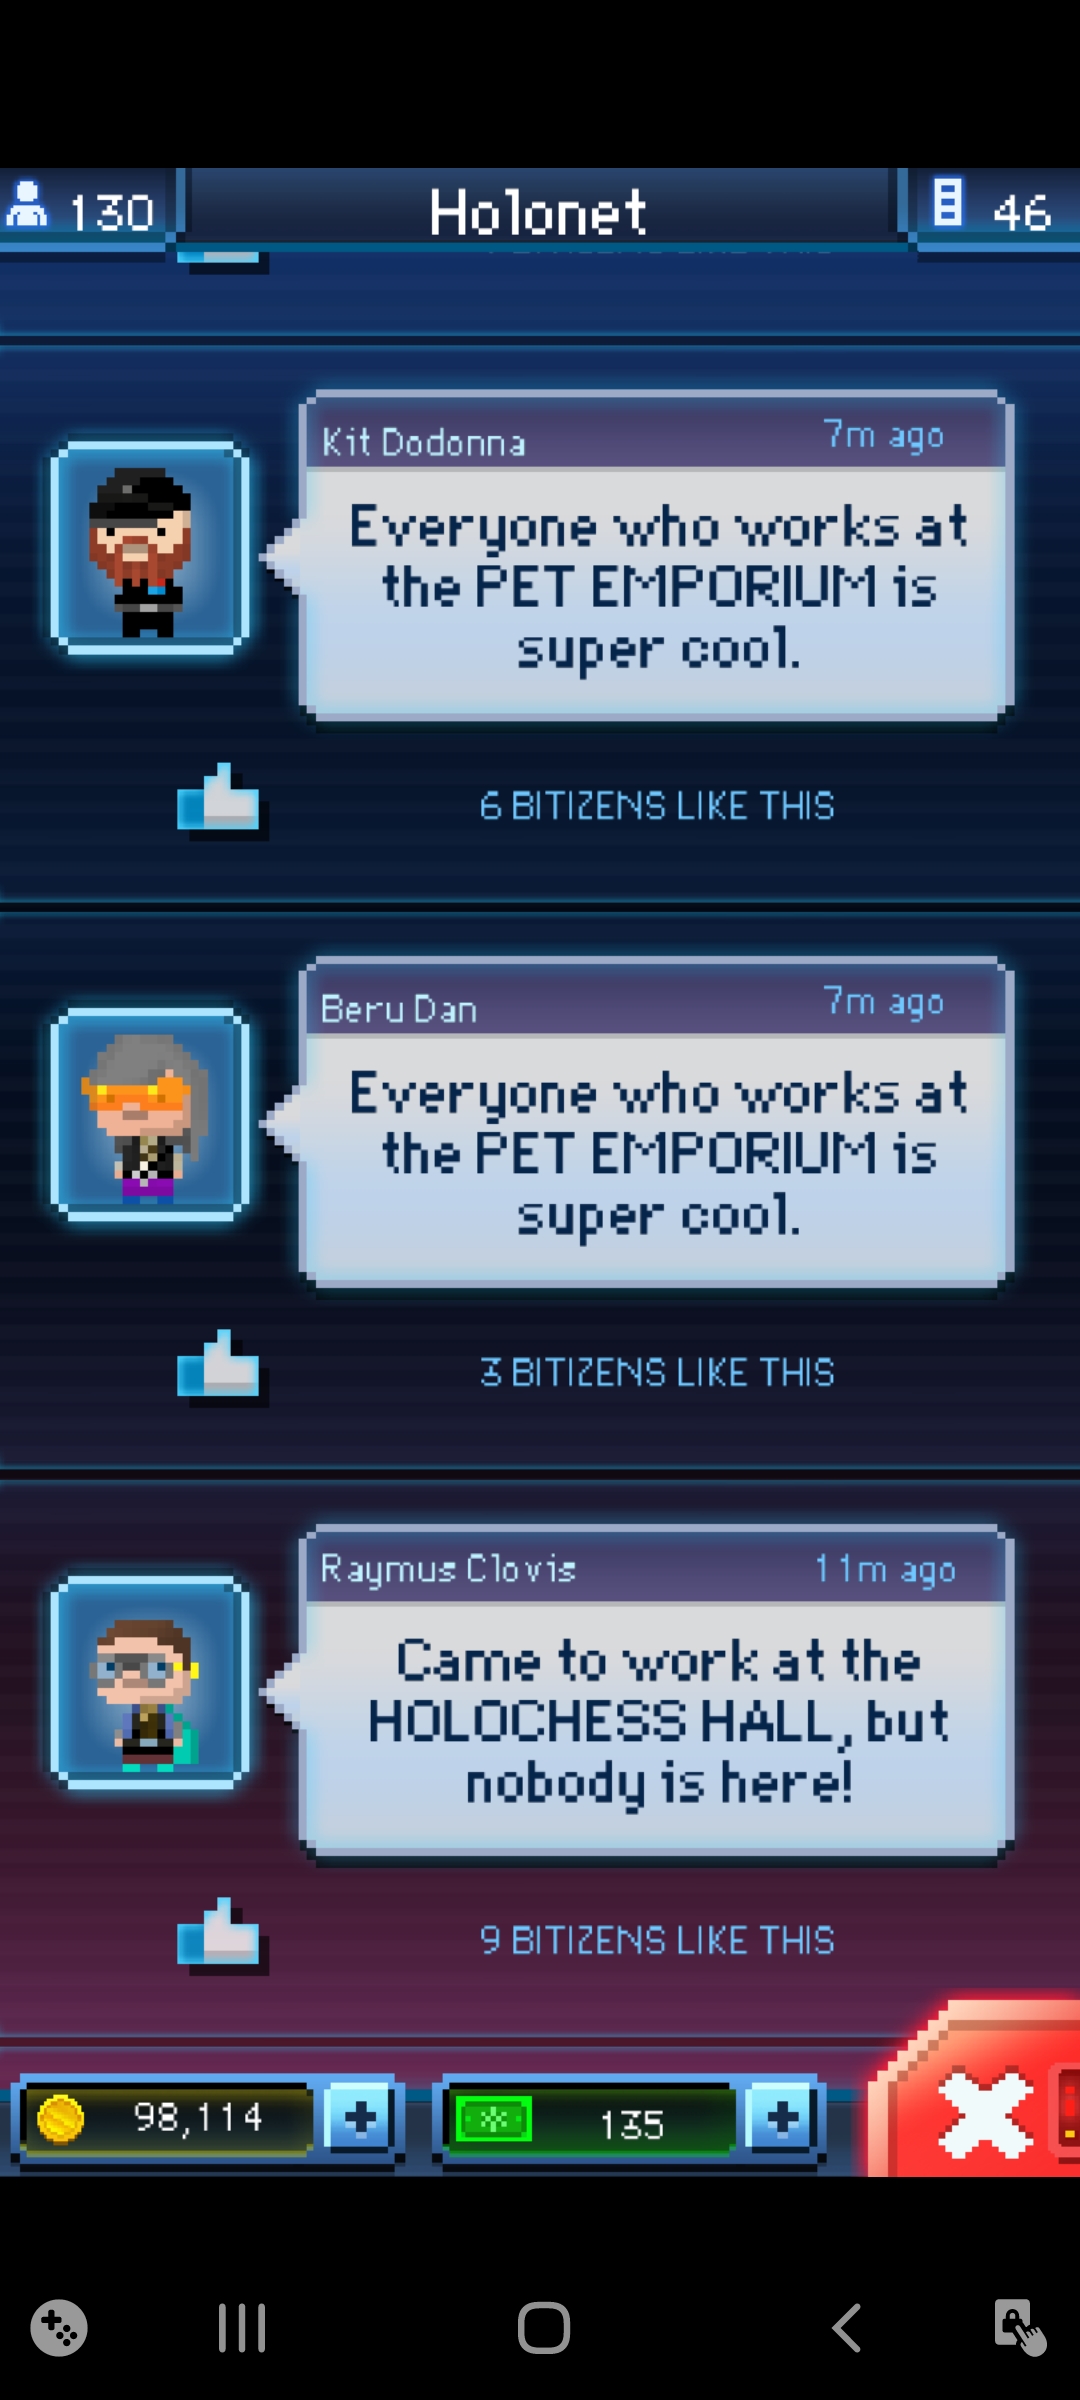 130
Holonet
46
Kit Dodonna
7m ago
Everyone who works at
the PET EMPORIUM is
super cool.
6 BITIZENS LIKE THIS
Beru Dan
7m ago
Everyone who works at
the PET EMPORIUM is
super cool.
3 BITIZENS LIKE THIS
Raymus Clovis
11m ago
Came to work at the
HOLOCHESS HALL, but
nobody is here!
9 BITIZENS LIKE THIS
98,114
135